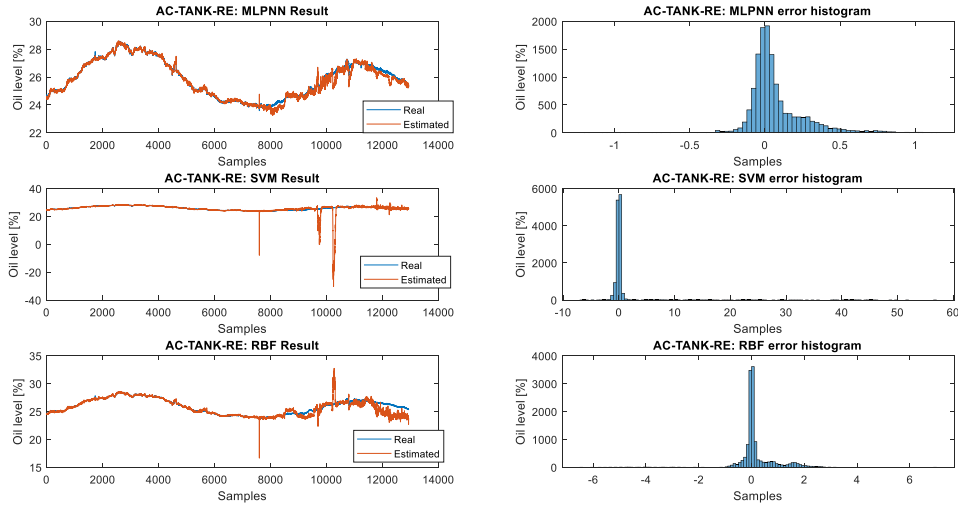 AC-TANK-RE: MLPNN Result
Oil level [%]
30
28
26
24
22
0 2000 4000 6000 8000 10000 12000 14000
Samples
Real
Estimated
AC-TANK-RE: MLPNN error histogram
Oil level [%]
2000
1500
1000
500
0
-1 -0.5 0 0.5 1
Samples
AC-TANK-RE: SVM Result
Oil level [%]
40
20
0
-20
-40
0 2000 4000 6000 8000 10000 12000 14000
Samples
Real
Estimated
AC-TANK-RE: SVM error histogram
Oil level [%]
6000
4000
2000
0
-10 0 10 20 30 40 50 60
Samples
AC-TANK-RE: RBF Result
Oil level [%]
35
30
25
20
15
0 2000 4000 6000 8000 10000 12000 14000
Samples
Real
Estimated
AC-TANK-RE: RBF error histogram
Oil level [%]
4000
3000
2000
1000
0
-6 -4 -2 0 2 4 6
Samples